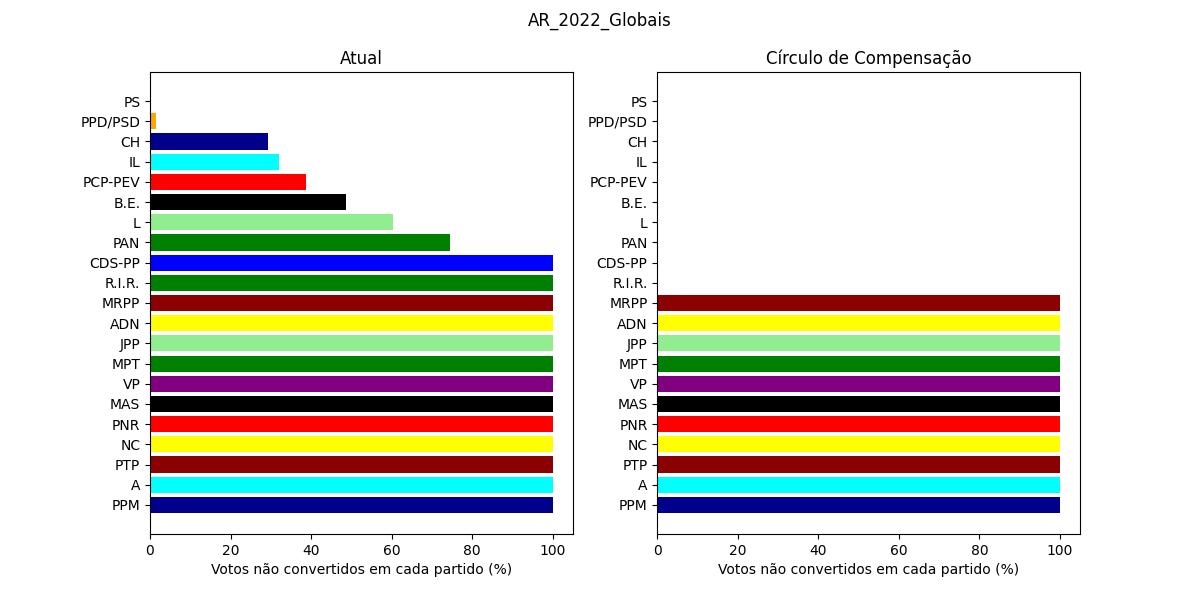 AR_2022_Globais
Atual
PS
PPD/PSD
CH
IL
PCP-PEV
B.E.
L
PAN
CDS-PP
R.I.R.
MRPP
ADN
JPP
MPT
VP
MAS
PNR
NC
PTP
A
PPM
0 20 40 60 80 100
Votos não convertidos em cada partido (%)
Círculo de Compensação
PS
PPD/PSD
CH
IL
PCP-PEV
B.E.
L
PAN
CDS-PP
R.I.R.
MRPP
ADN
JPP
MPT
VP
MAS
PNR
NC
PTP
A
PPM
0 20 40 60 80 100
Votos não convertidos em cada partido (%)